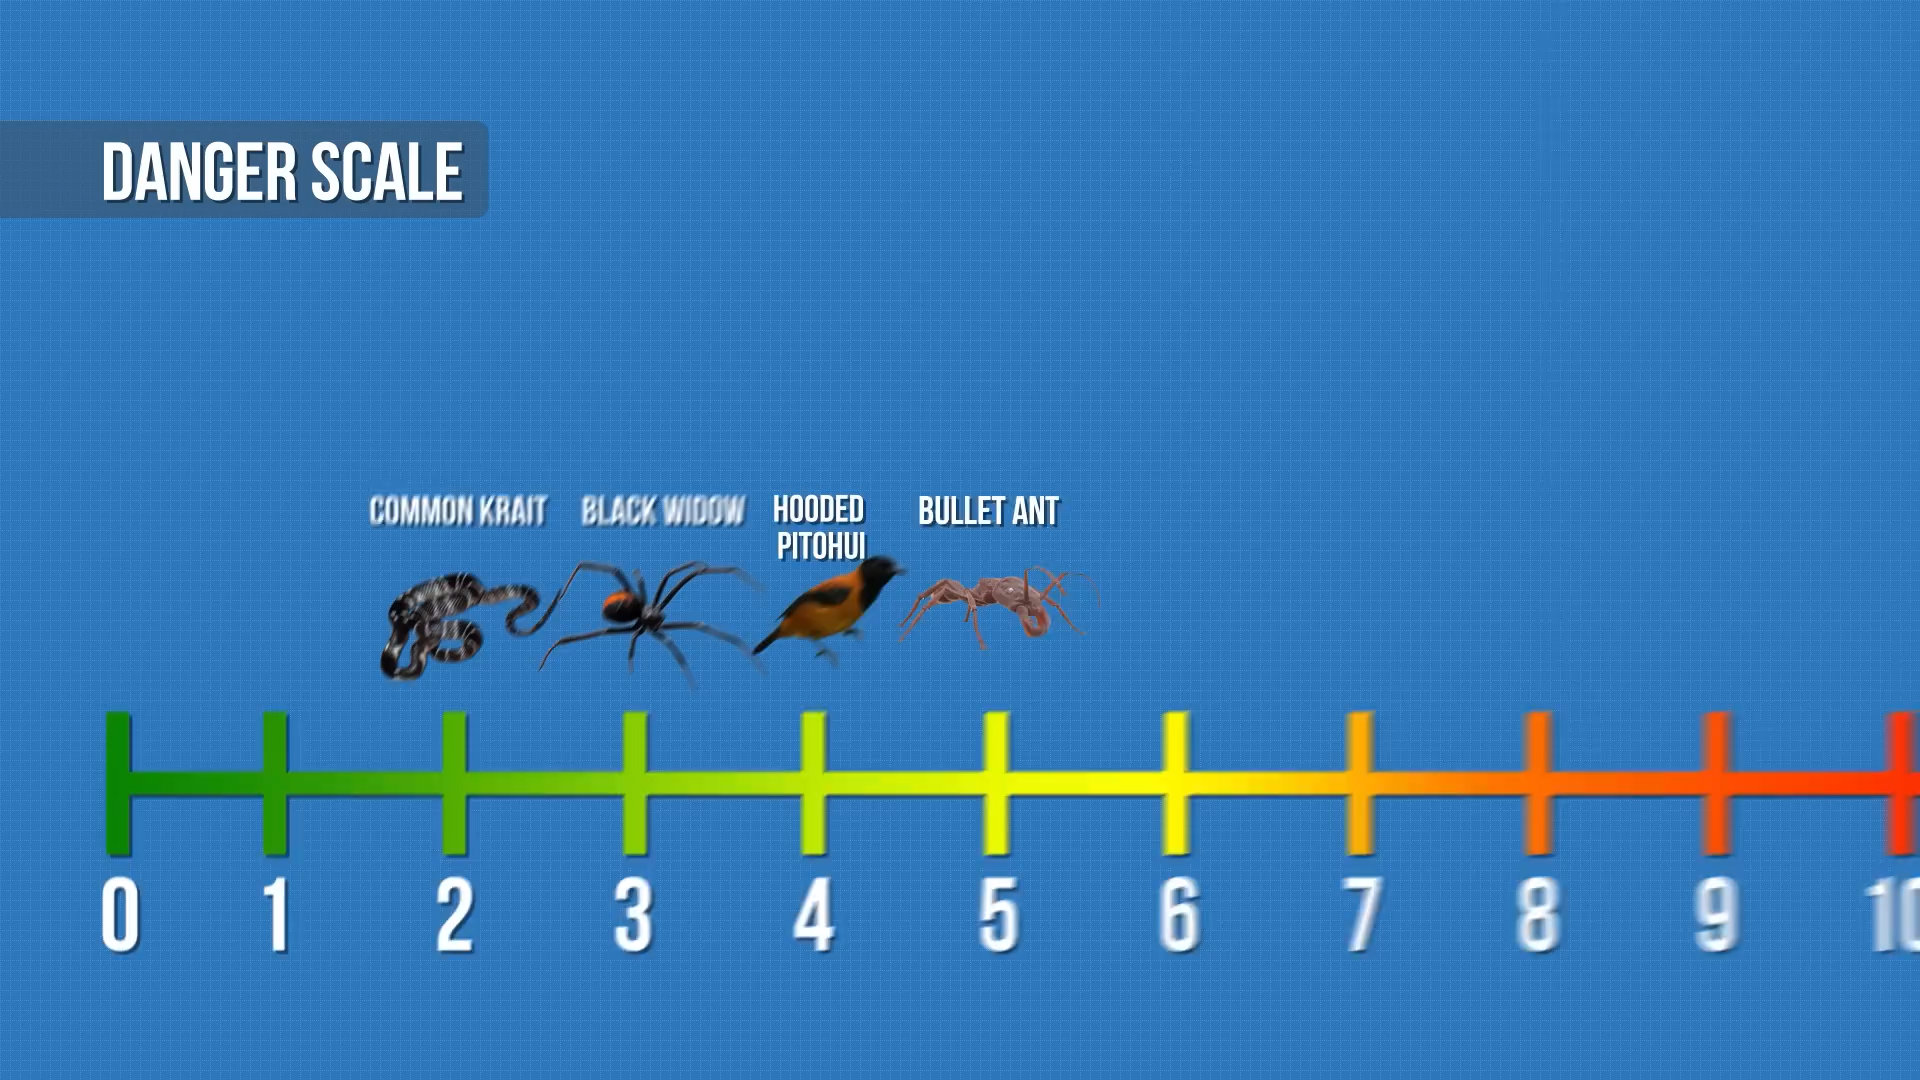 DANGER SCALE
COMMON KRAIT
BLACK WIDOW
HOODED
PITOHUI
BULLET ANT
0 1 2 3 4 5 6 7 8 9 10